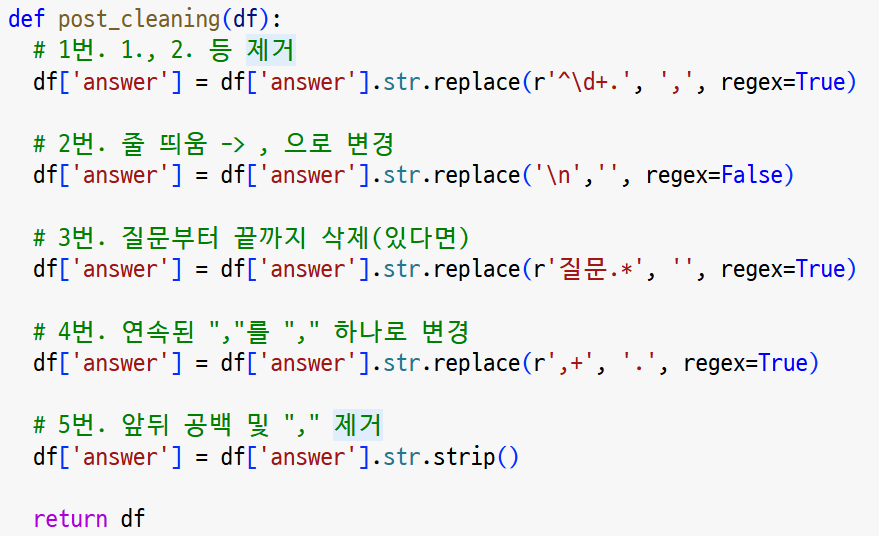 def post_cleaning(df):
  # 1번. 1., 2. 등 제거
  df['answer'] = df['answer'].str.replace(r'^\d+.', ',', regex=True)
  # 2번. 줄 띄움 -> , 으로 변경
  df['answer'] = df['answer'].str.replace('\n','', regex=False)
  # 3번. 질문부터 끝까지 삭제(있다면)
  df['answer'] = df['answer'].str.replace(r'질문.*', '', regex=True)
  # 4번. 연속된 ","를 "," 하나로 변경
  df['answer'] = df['answer'].str.replace(r',+', '.', regex=True)
  # 5번. 앞뒤 공백 및 "," 제거
  df['answer'] = df['answer'].str.strip()
  return df